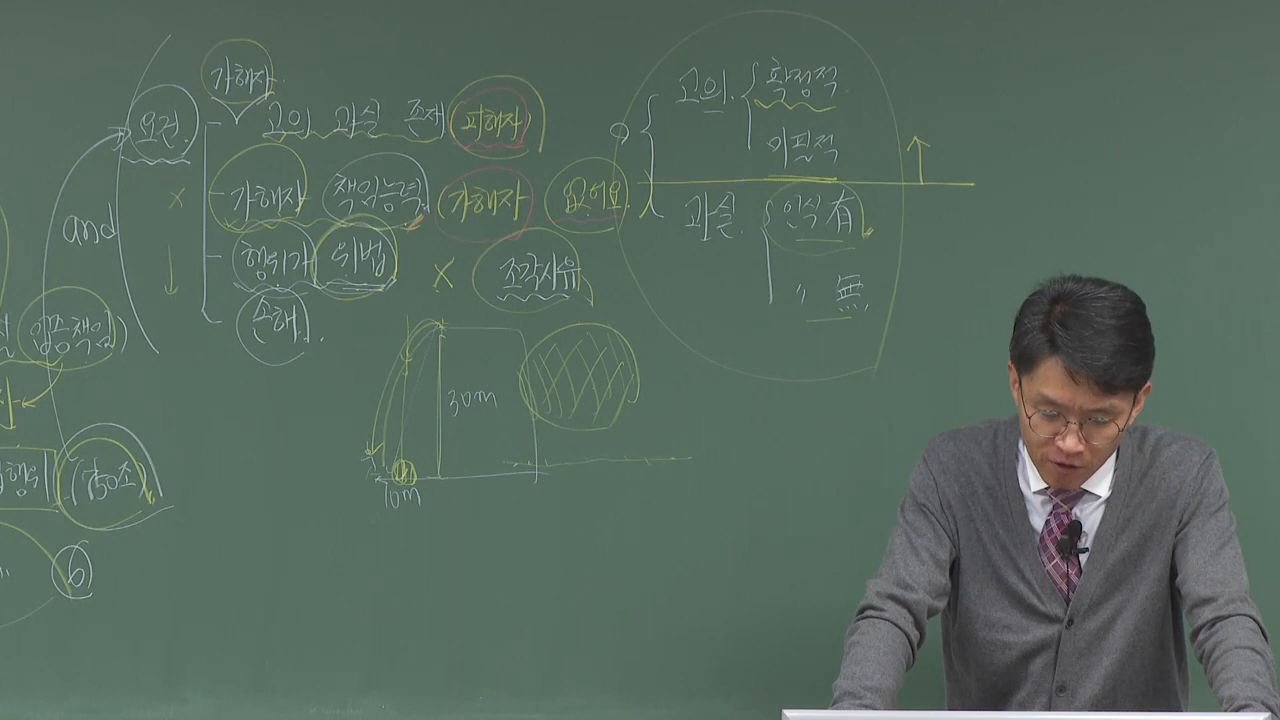 가해자
요건
고의 과실 존재 피해자
가해자 책임능력 가해자 없어요
and
행위가 위법 × 조각사유
손해.
입증책임)
고의. 확정적
미필적
과실. 인식 有
〃 無
30m
10m
행위 (750조)
6